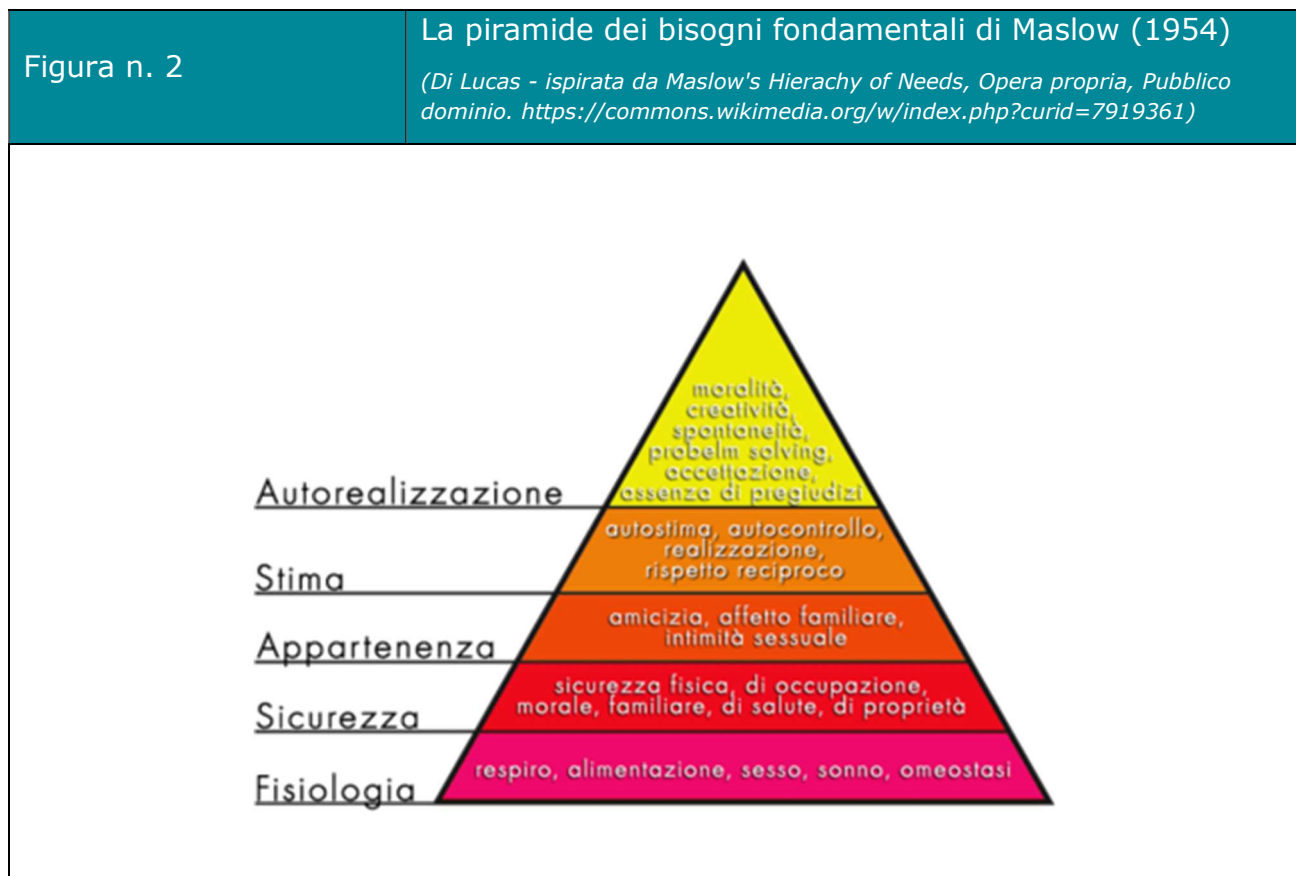 Figura n. 2
La piramide dei bisogni fondamentali di Maslow (1954)
(Di Lucas - ispirata da Maslow's Hierachy of Needs, Opera propria, Pubblico
dominio. https://commons.wikimedia.org/w/index.php?curid=7919361)
moralità,
creatività,
spontaneità,
probelm solving,
accettazione,
assenza di pregiudizi
Autorealizzazione
autostima, autocontrollo,
realizzazione,
rispetto reciproco
Stima
amicizia, affetto familiare,
intimità sessuale
Appartenenza
sicurezza fisica, di occupazione,
morale, familiare, di salute, di proprietà
Sicurezza
respiro, alimentazione, sesso, sonno, omeostasi
Fisiologia